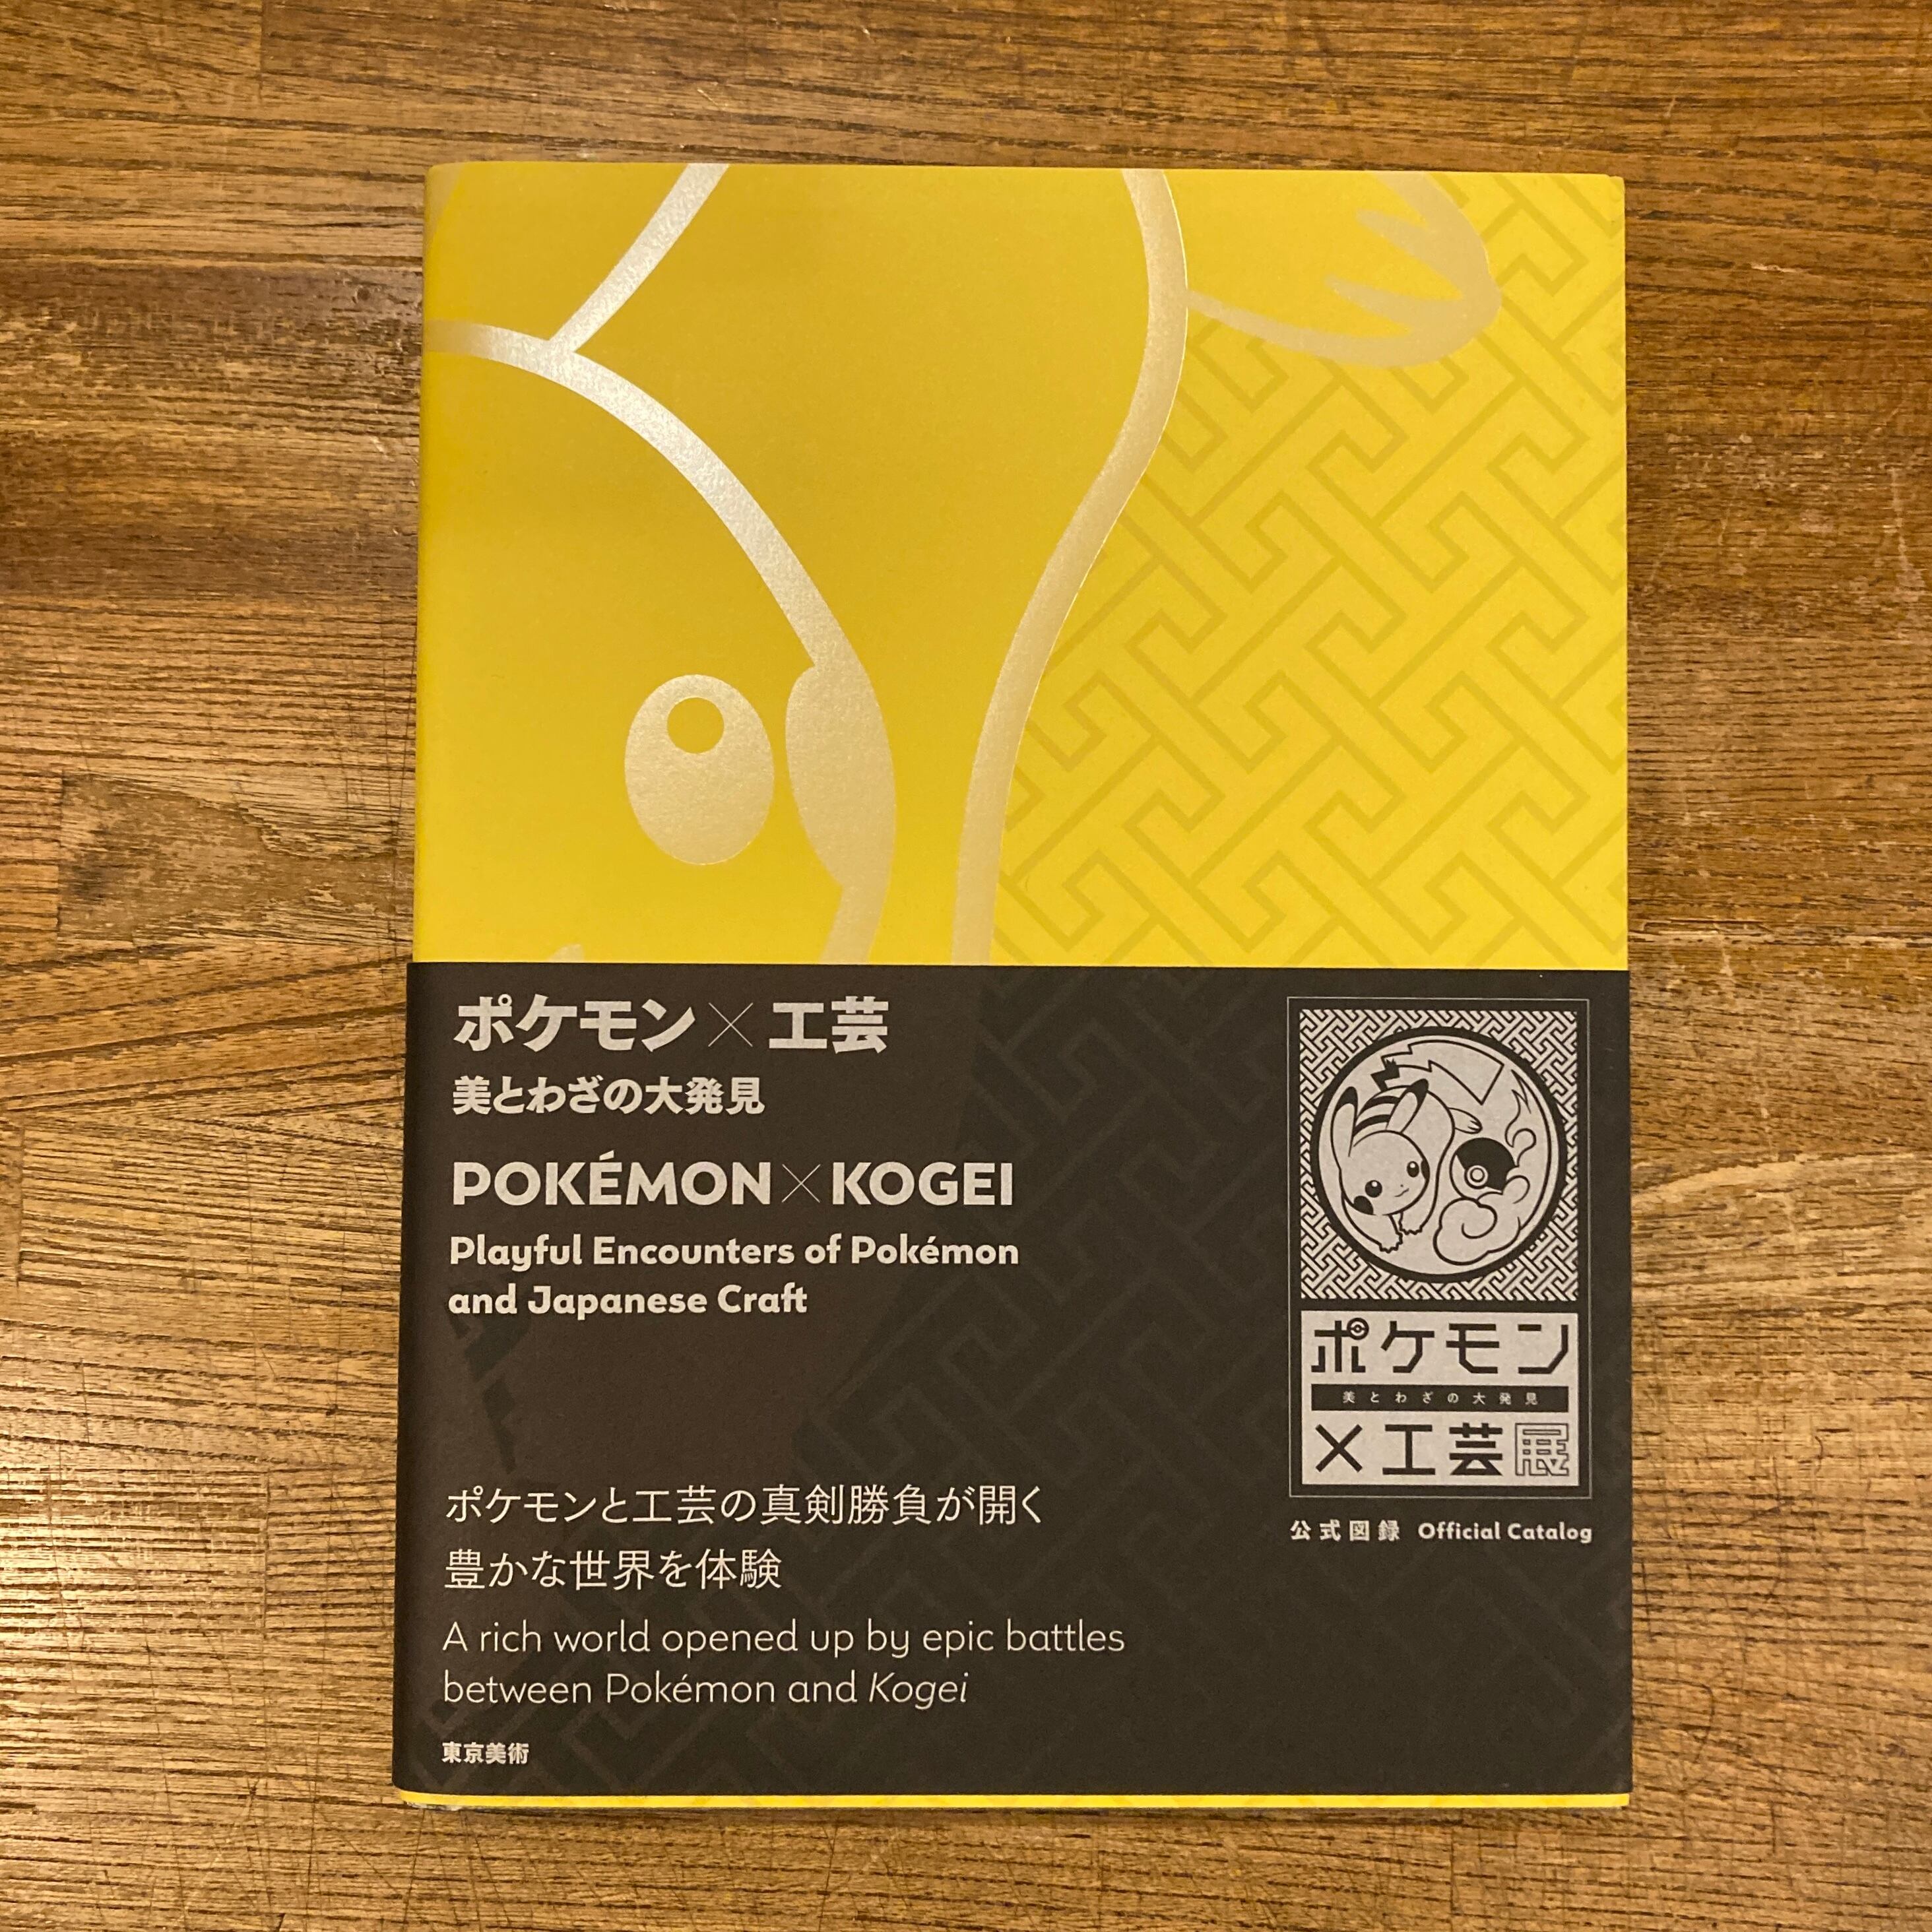 ポケモン×工芸
美とわざの大発見
POKÉMON×KOGEI
Playful Encounters of Pokémon
and Japanese Craft
ポケモンと工芸の真剣勝負が開く
豊かな世界を体験
A rich world opened up by epic battles
between Pokémon and Kogei
東京美術
ポケモン
美とわざの大発見
×工芸展
公式図録 Official Catalog